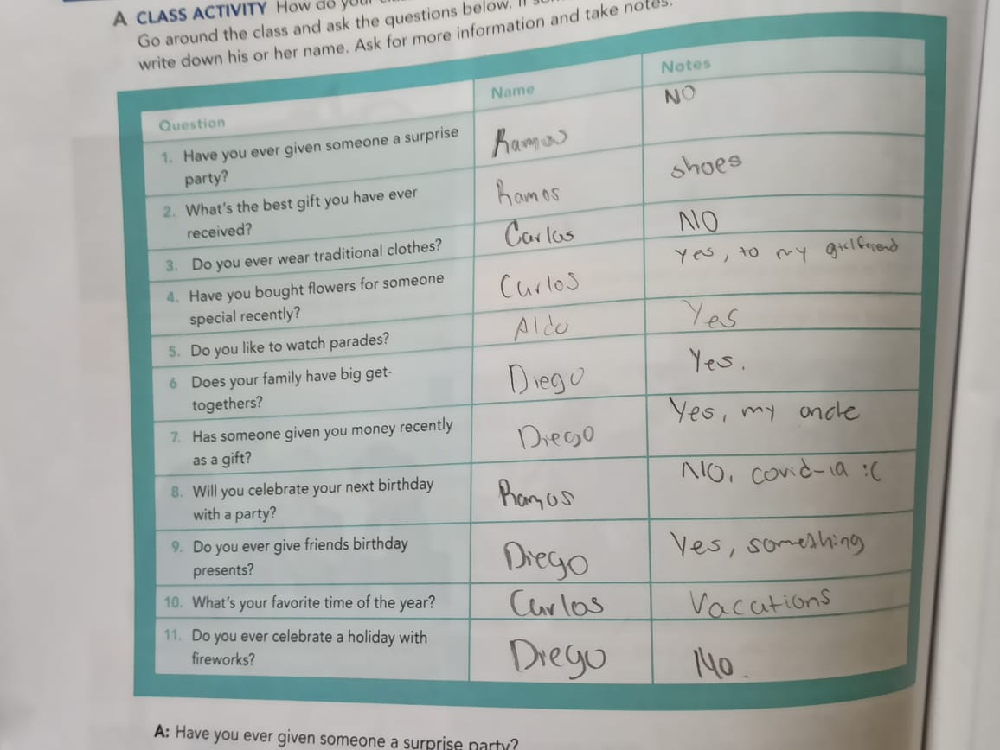 A CLASS ACTIVITY How do your
Go around the class and ask the questions below. If
write down his or her name. Ask for more information and take notes.
Question
Name
Notes
1. Have you ever given someone a surprise
party?
Ramos
NO
2. What's the best gift you have ever
received?
Ramos
shoes
3. Do you ever wear traditional clothes?
Carlos
NO
4. Have you bought flowers for someone
special recently?
Carlos
yes, to my girlfriend
5. Do you like to watch parades?
Aldo
Yes
6 Does your family have big get-
togethers?
Diego
Yes.
7. Has someone given you money recently
as a gift?
Diego
Yes, my oncle
8. Will you celebrate your next birthday
with a party?
Ramos
NO, covid-19 :(
9. Do you ever give friends birthday
presents?
Diego
Yes, something
10. What's your favorite time of the year?
Carlos
Vacations
11. Do you ever celebrate a holiday with
fireworks?
Diego
No.
A: Have you ever given someone a surprise party?